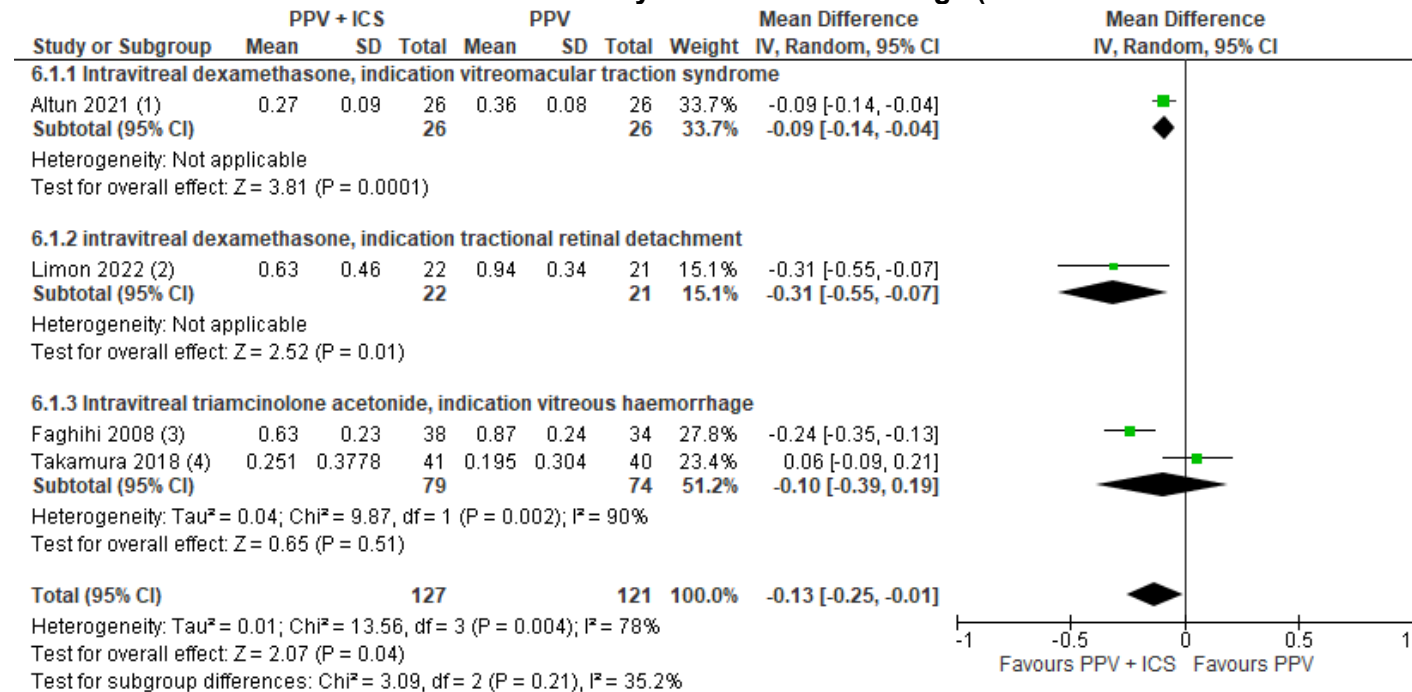 PPV + ICS PPV Mean Difference Mean Difference
Study or Subgroup Mean SD Total Mean SD Total Weight IV, Random, 95% CI IV, Random, 95% CI
6.1.1 Intravitreal dexamethasone, indication vitreomacular traction syndrome
Altun 2021 (1) 0.27 0.09 26 0.36 0.08 26 33.7% -0.09 [-0.14, -0.04]
Subtotal (95% CI) 26 26 33.7% -0.09 [-0.14, -0.04]
Heterogeneity: Not applicable
Test for overall effect: Z = 3.81 (P = 0.0001)
6.1.2 intravitreal dexamethasone, indication tractional retinal detachment
Limon 2022 (2) 0.63 0.46 22 0.94 0.34 21 15.1% -0.31 [-0.55, -0.07]
Subtotal (95% CI) 22 21 15.1% -0.31 [-0.55, -0.07]
Heterogeneity: Not applicable
Test for overall effect: Z = 2.52 (P = 0.01)
6.1.3 Intravitreal triamcinolone acetonide, indication vitreous haemorrhage
Faghihi 2008 (3) 0.63 0.23 38 0.87 0.24 34 27.8% -0.24 [-0.35, -0.13]
Takamura 2018 (4) 0.251 0.3778 41 0.195 0.304 40 23.4% 0.06 [-0.09, 0.21]
Subtotal (95% CI) 79 74 51.2% -0.10 [-0.39, 0.19]
Heterogeneity: Tau² = 0.04; Chi² = 9.87, df = 1 (P = 0.002); I² = 90%
Test for overall effect: Z = 0.65 (P = 0.51)
Total (95% CI) 127 121 100.0% -0.13 [-0.25, -0.01]
Heterogeneity: Tau² = 0.01; Chi² = 13.56, df = 3 (P = 0.004); I² = 78%
Test for overall effect: Z = 2.07 (P = 0.04)
Test for subgroup differences: Chi² = 3.09, df = 2 (P = 0.21), I² = 35.2%
-1 -0.5 0 0.5 1
Favours PPV + ICS Favours PPV